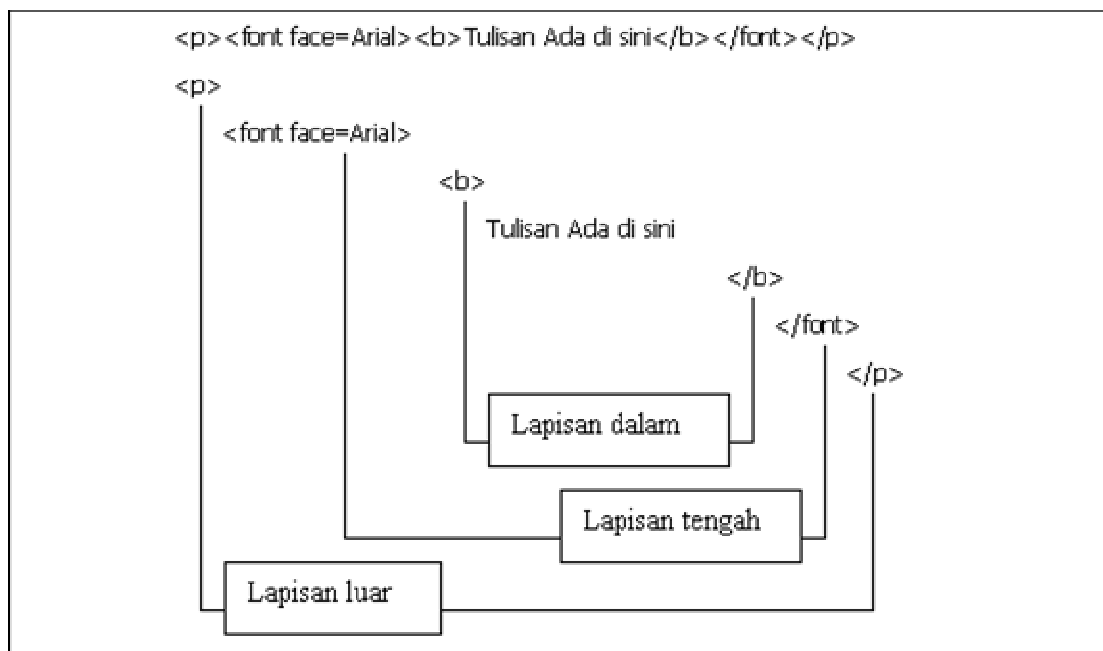 <p><font face=Arial><b>Tulisan Ada di sini</b></font></p>
<p>
<font face=Arial>
<b>
Tulisan Ada di sini
</b>
</font>
</p>
Lapisan dalam
Lapisan tengah
Lapisan luar